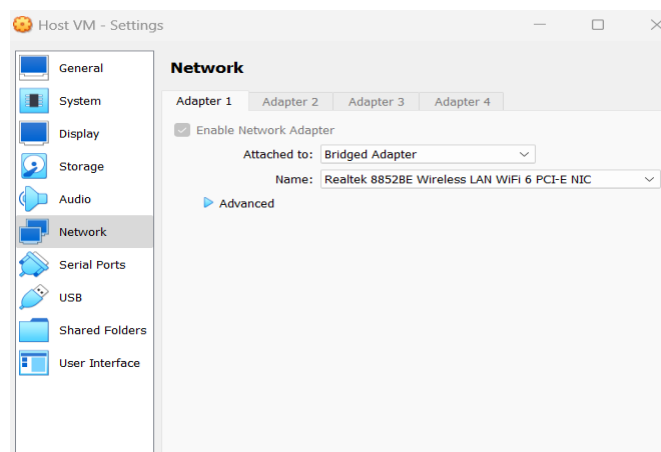 Host VM - Settings
General
System
Display
Storage
Audio
Network
Serial Ports
USB
Shared Folders
User Interface
Network
Adapter 1 Adapter 2 Adapter 3 Adapter 4
Enable Network Adapter
Attached to: Bridged Adapter
Name: Realtek 8852BE Wireless LAN WiFi 6 PCI-E NIC
Advanced